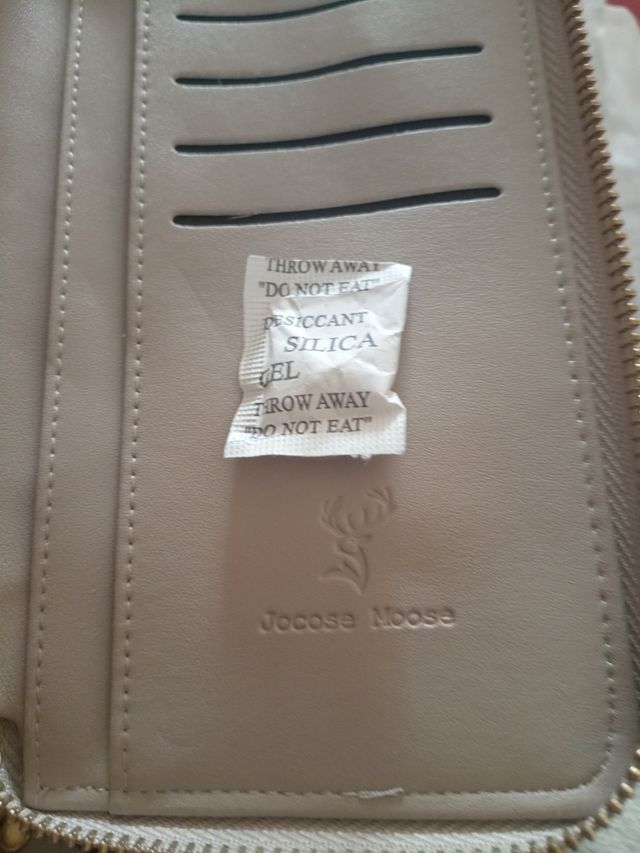 THROW AWAY
"DO NOT EAT"
DESICCANT
SILICA
GEL
THROW AWAY
"DO NOT EAT"
Jocose Moose